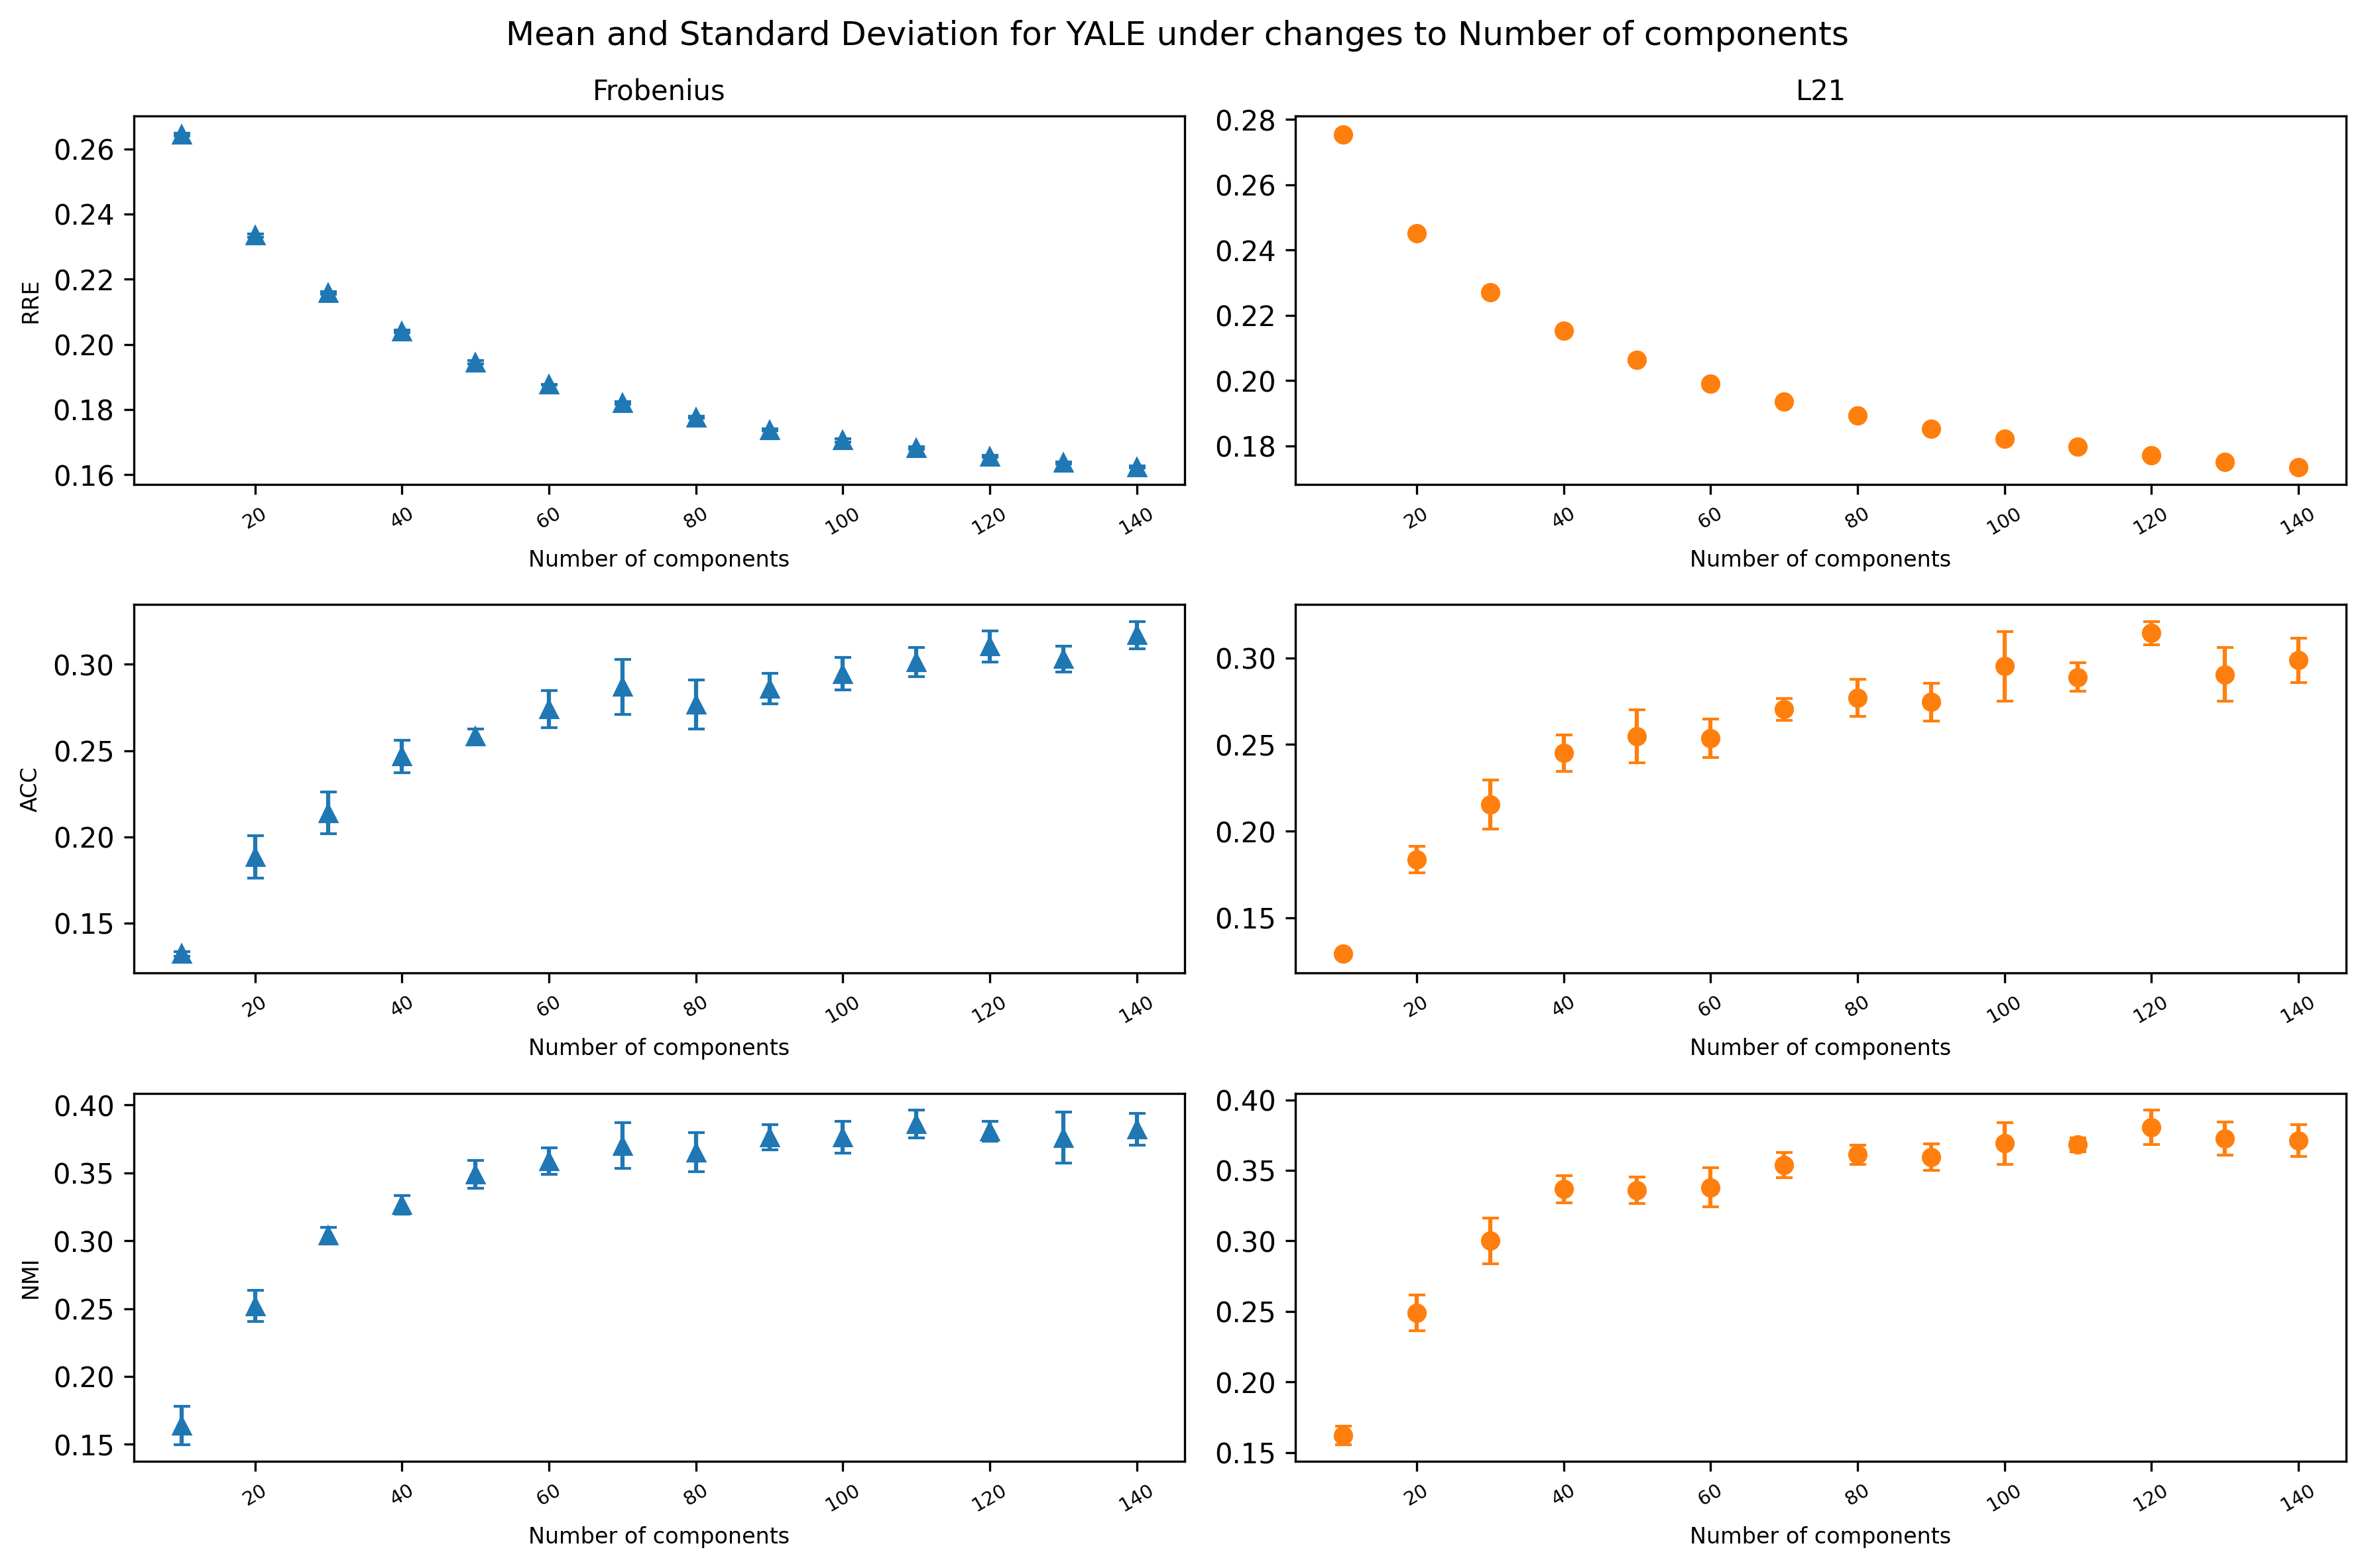 Mean and Standard Deviation for YALE under changes to Number of components
Frobenius
L21
0.26
0.24
0.22
0.20
0.18
0.16
RRE
20 40 60 80 100 120 140
Number of components
0.28
0.26
0.24
0.22
0.20
0.18
20 40 60 80 100 120 140
Number of components
0.30
0.25
0.20
0.15
ACC
20 40 60 80 100 120 140
Number of components
0.30
0.25
0.20
0.15
20 40 60 80 100 120 140
Number of components
0.40
0.35
0.30
0.25
0.20
0.15
NMI
20 40 60 80 100 120 140
Number of components
0.40
0.35
0.30
0.25
0.20
0.15
20 40 60 80 100 120 140
Number of components